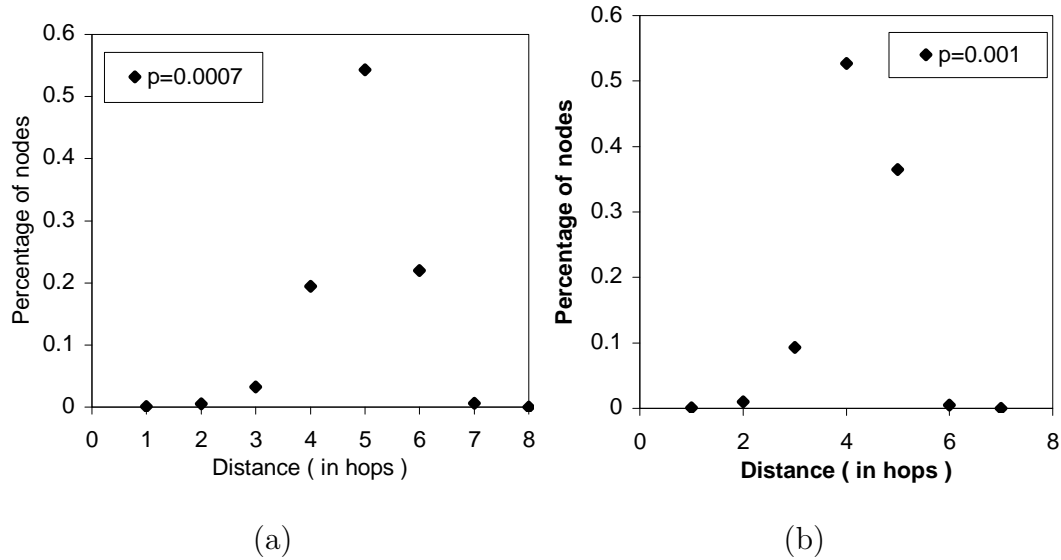 0.6
0.5
0.4
0.3
0.2
0.1
0
Percentage of nodes
p=0.0007
0 1 2 3 4 5 6 7 8
Distance ( in hops )
(a)
0.6
0.5
0.4
0.3
0.2
0.1
0
Percentage of nodes
p=0.001
0 2 4 6 8
Distance ( in hops )
(b)